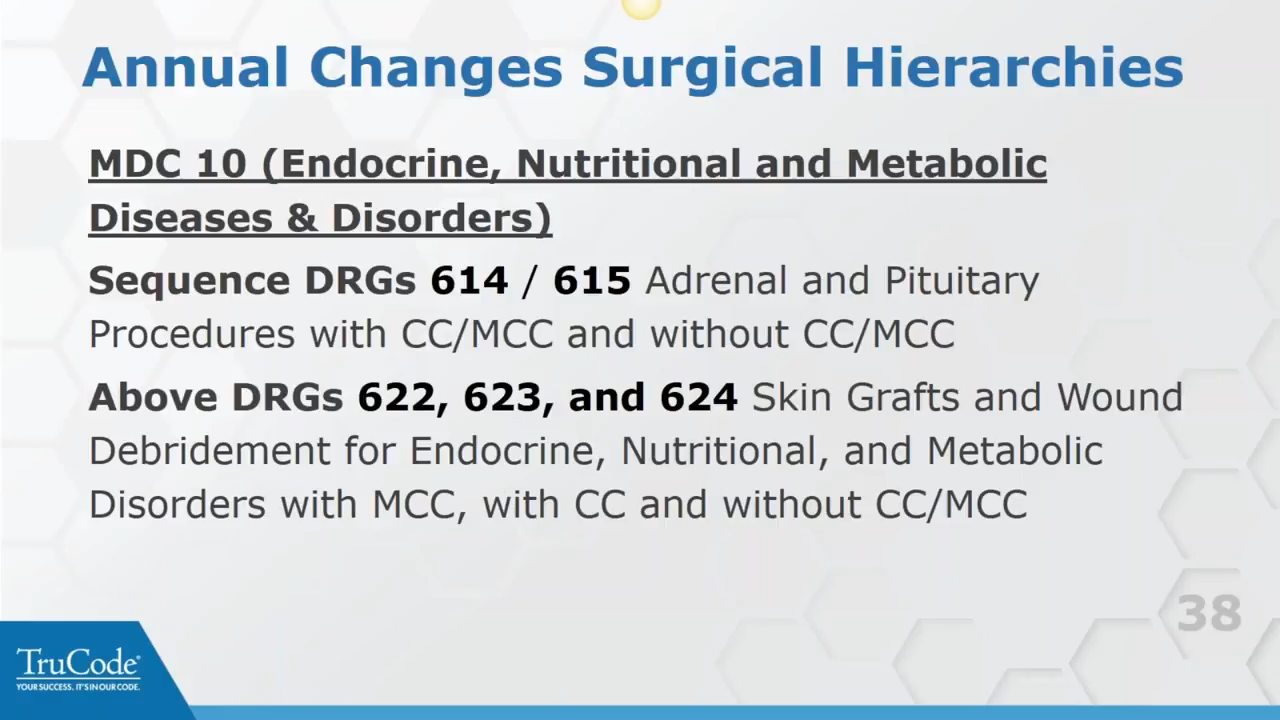 Annual Changes Surgical Hierarchies
MDC 10 (Endocrine, Nutritional and Metabolic
Diseases & Disorders)
Sequence DRGs 614 / 615 Adrenal and Pituitary
Procedures with CC/MCC and without CC/MCC
Above DRGs 622, 623, and 624 Skin Grafts and Wound
Debridement for Endocrine, Nutritional, and Metabolic
Disorders with MCC, with CC and without CC/MCC
38
TruCode®
YOUR SUCCESS. IT'S IN OUR CODE.